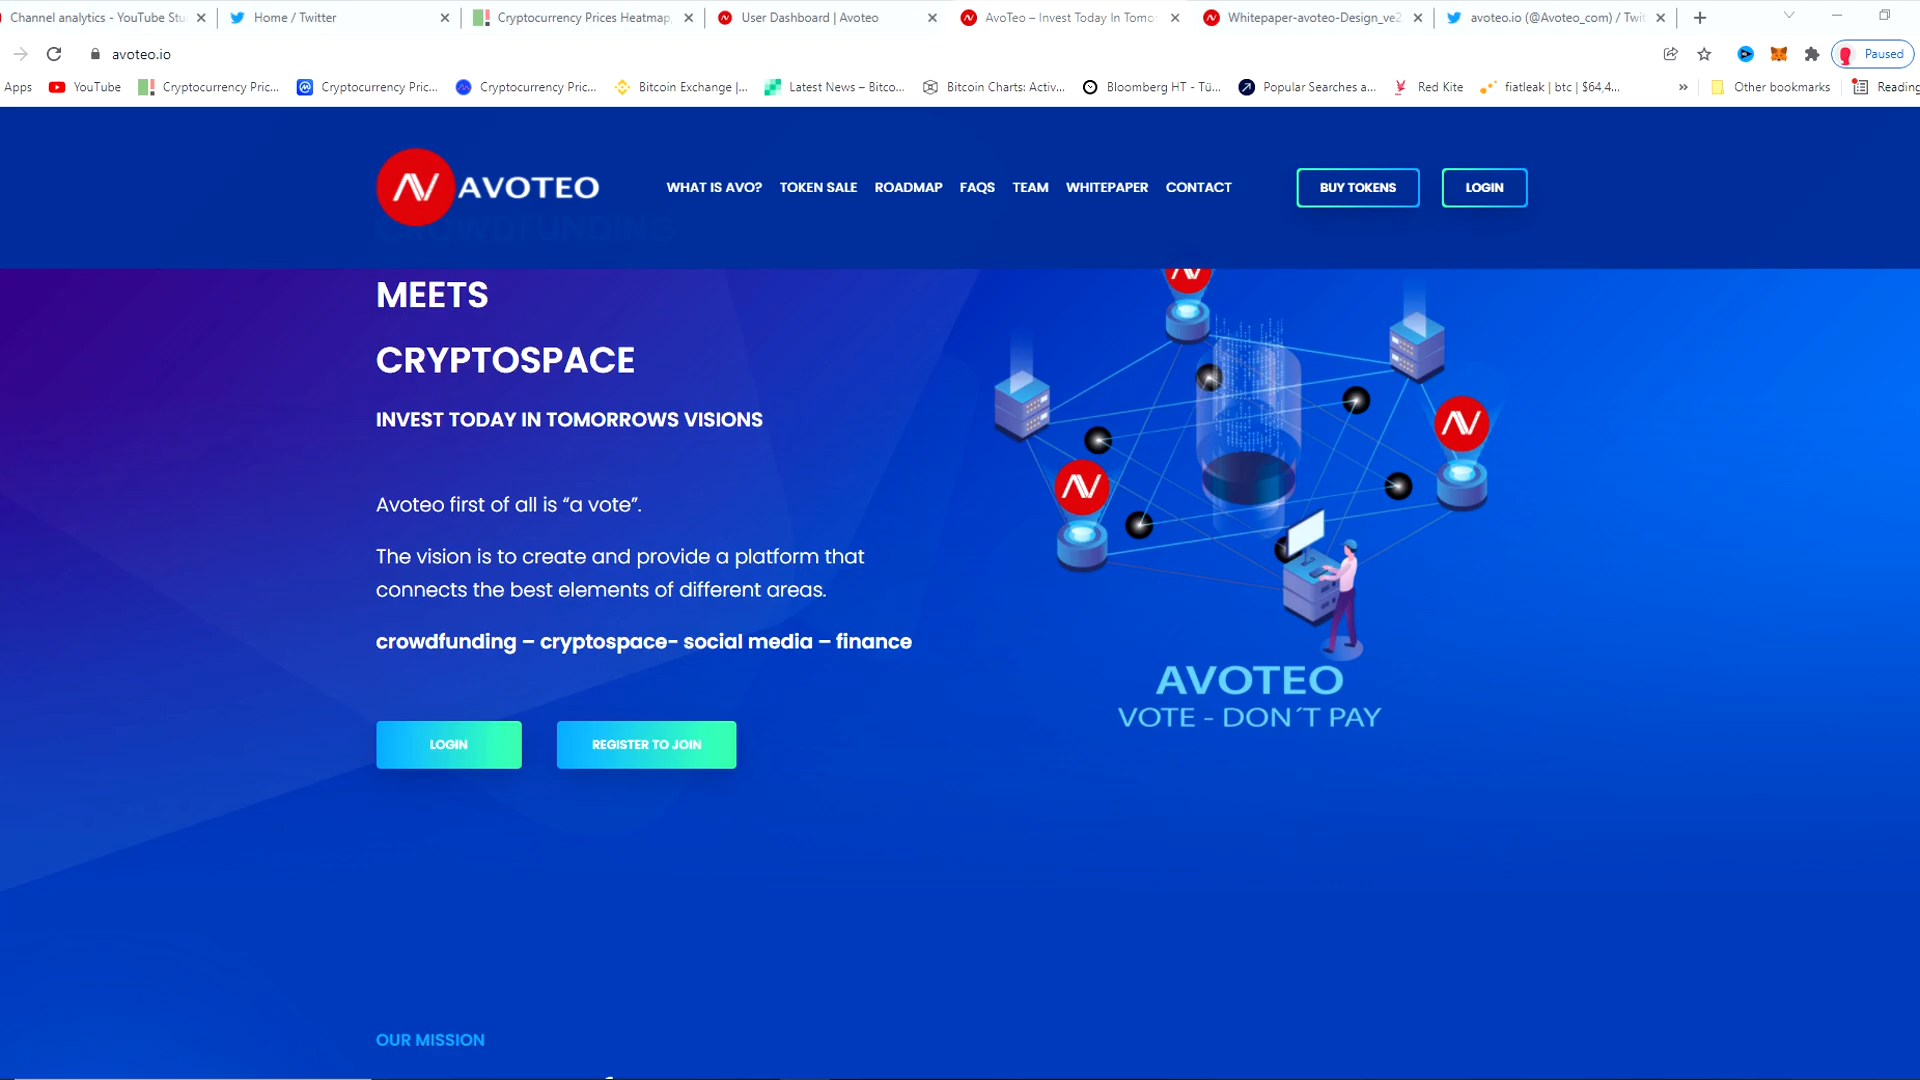 Channel analytics - YouTube Stu
Home / Twitter
Cryptocurrency Prices Heatmap,
User Dashboard | Avoteo
AvoTeo – Invest Today In Tomo
Whitepaper-avoteo-Design_ve2
avoteo.io (@Avoteo_com) / Twit
avoteo.io
Paused
Apps
YouTube
Cryptocurrency Pric...
Cryptocurrency Pric...
Cryptocurrency Pric...
Bitcoin Exchange |...
Latest News – Bitco...
Bitcoin Charts: Activ...
Bloomberg HT - Tü...
Popular Searches a...
Red Kite
fiatleak | btc | $64,4...
»
Other bookmarks
Reading
AVOTEO
WHAT IS AVO?
TOKEN SALE
ROADMAP
FAQS
TEAM
WHITEPAPER
CONTACT
BUY TOKENS
LOGIN
CROWDFUNDING
MEETS
CRYPTOSPACE
INVEST TODAY IN TOMORROWS VISIONS
Avoteo first of all is “a vote”.
The vision is to create and provide a platform that
connects the best elements of different areas.
crowdfunding – cryptospace- social media – finance
LOGIN
REGISTER TO JOIN
AVOTEO
VOTE - DON´T PAY
OUR MISSION